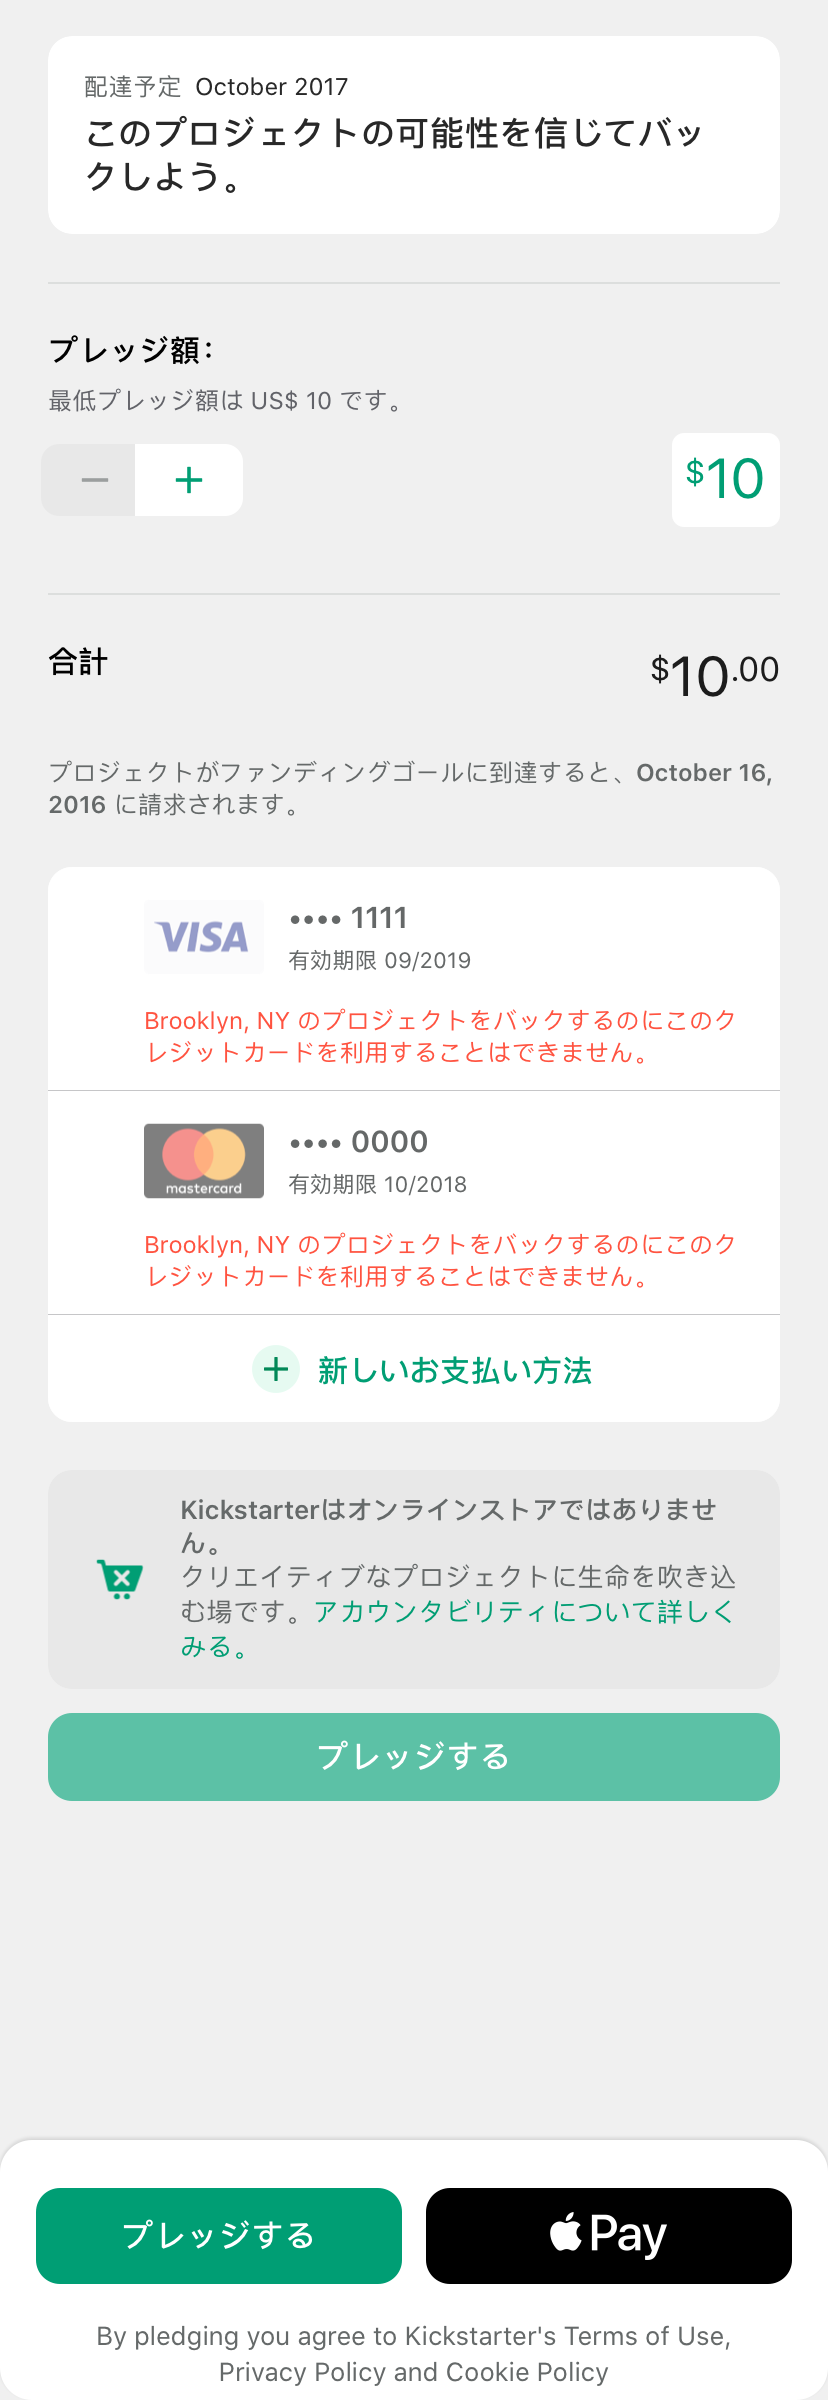 配達予定 October 2017
このプロジェクトの可能性を信じてバッ
クしよう。
プレッジ額:
最低プレッジ額は US$ 10 です。
$10
合計
$10.00
プロジェクトがファンディングゴールに到達すると、October 16,
2016 に請求されます。
VISA
•••• 1111
有効期限 09/2019
Brooklyn, NY のプロジェクトをバックするのにこのク
レジットカードを利用することはできません。
mastercard
•••• 0000
有効期限 10/2018
Brooklyn, NY のプロジェクトをバックするのにこのク
レジットカードを利用することはできません。
新しいお支払い方法
Kickstarterはオンラインストアではありませ
ん。
クリエイティブなプロジェクトに生命を吹き込
む場です。アカウンタビリティについて詳しく
みる。
プレッジする
プレッジする
Pay
By pledging you agree to Kickstarter's Terms of Use,
Privacy Policy and Cookie Policy